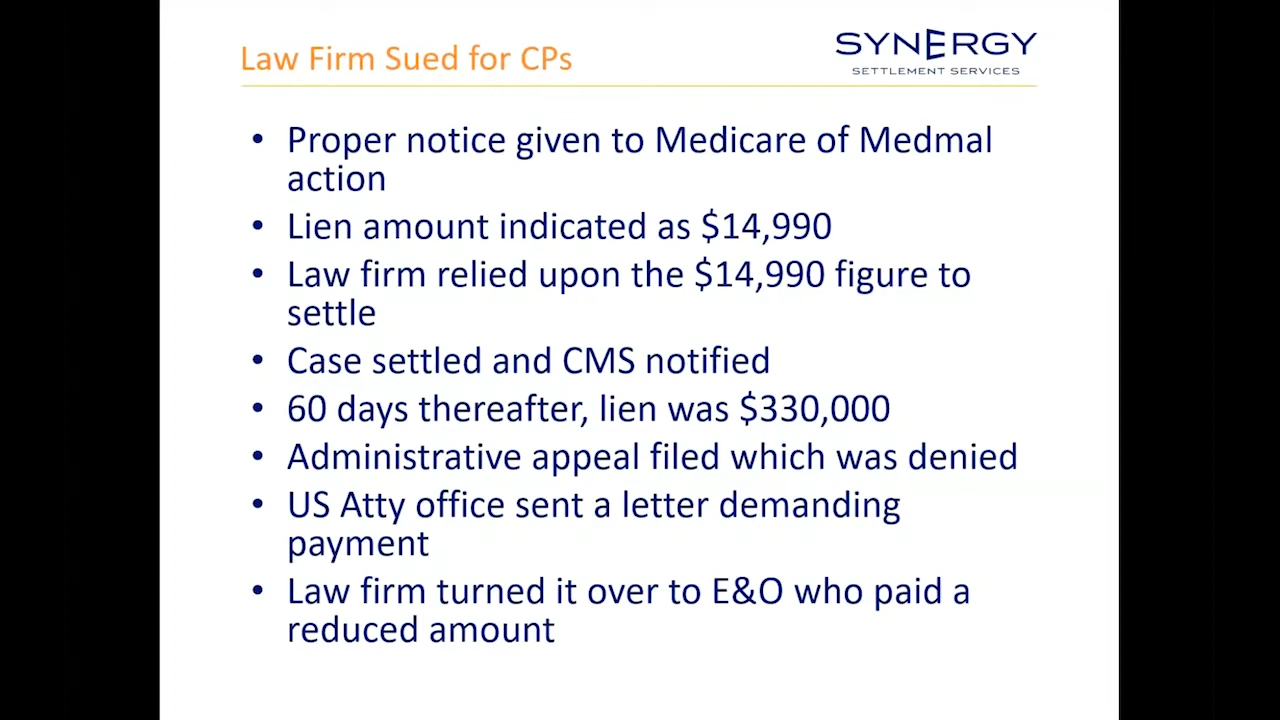 Law Firm Sued for CPs
SYNERGY
SETTLEMENT SERVICES
• Proper notice given to Medicare of Medmal
action
• Lien amount indicated as $14,990
• Law firm relied upon the $14,990 figure to
settle
• Case settled and CMS notified
• 60 days thereafter, lien was $330,000
• Administrative appeal filed which was denied
• US Atty office sent a letter demanding
payment
• Law firm turned it over to E&O who paid a
reduced amount